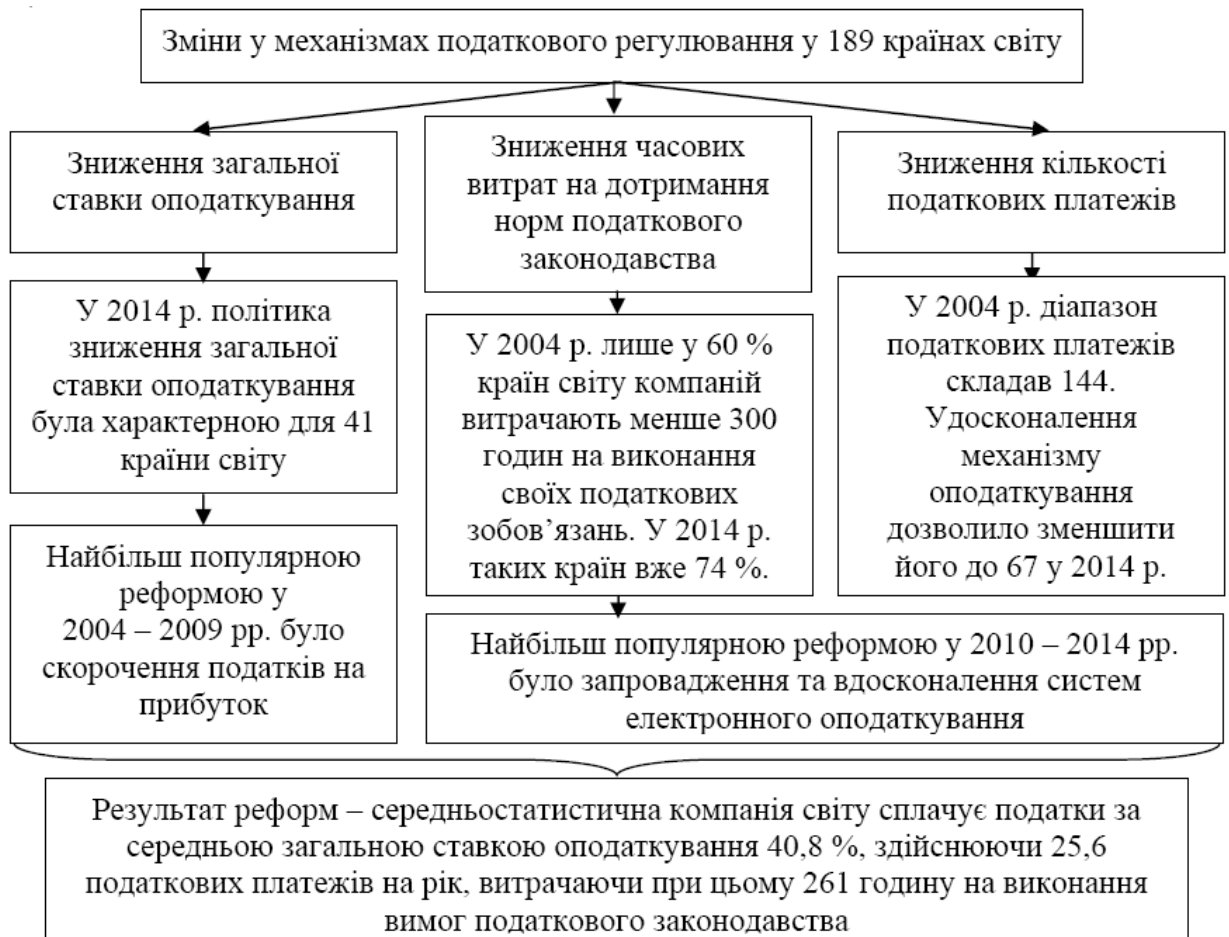 Зміни у механізмах податкового регулювання у 189 країнах світу
Зниження загальної
ставки оподаткування
Зниження часових
витрат на дотримання
норм податкового
законодавства
Зниження кількості
податкових платежів
У 2014 р. політика
зниження загальної
ставки оподаткування
була характерною для 41
країни світу
У 2004 р. лише у 60 %
країн світу компаній
витрачають менше 300
годин на виконання
своїх податкових
зобов’язань. У 2014 р.
таких країн вже 74 %.
У 2004 р. діапазон
податкових платежів
складав 144.
Удосконалення
механізму
оподаткування
дозволило зменшити
його до 67 у 2014 р.
Найбільш популярною
реформою у
2004 – 2009 рр. було
скорочення податків на
прибуток
Найбільш популярною реформою у 2010 – 2014 рр.
було запровадження та вдосконалення систем
електронного оподаткування
Результат реформ – середньостатистична компанія світу сплачує податки за
середньою загальною ставкою оподаткування 40,8 %, здійснюючи 25,6
податкових платежів на рік, витрачаючи при цьому 261 годину на виконання
вимог податкового законодавства